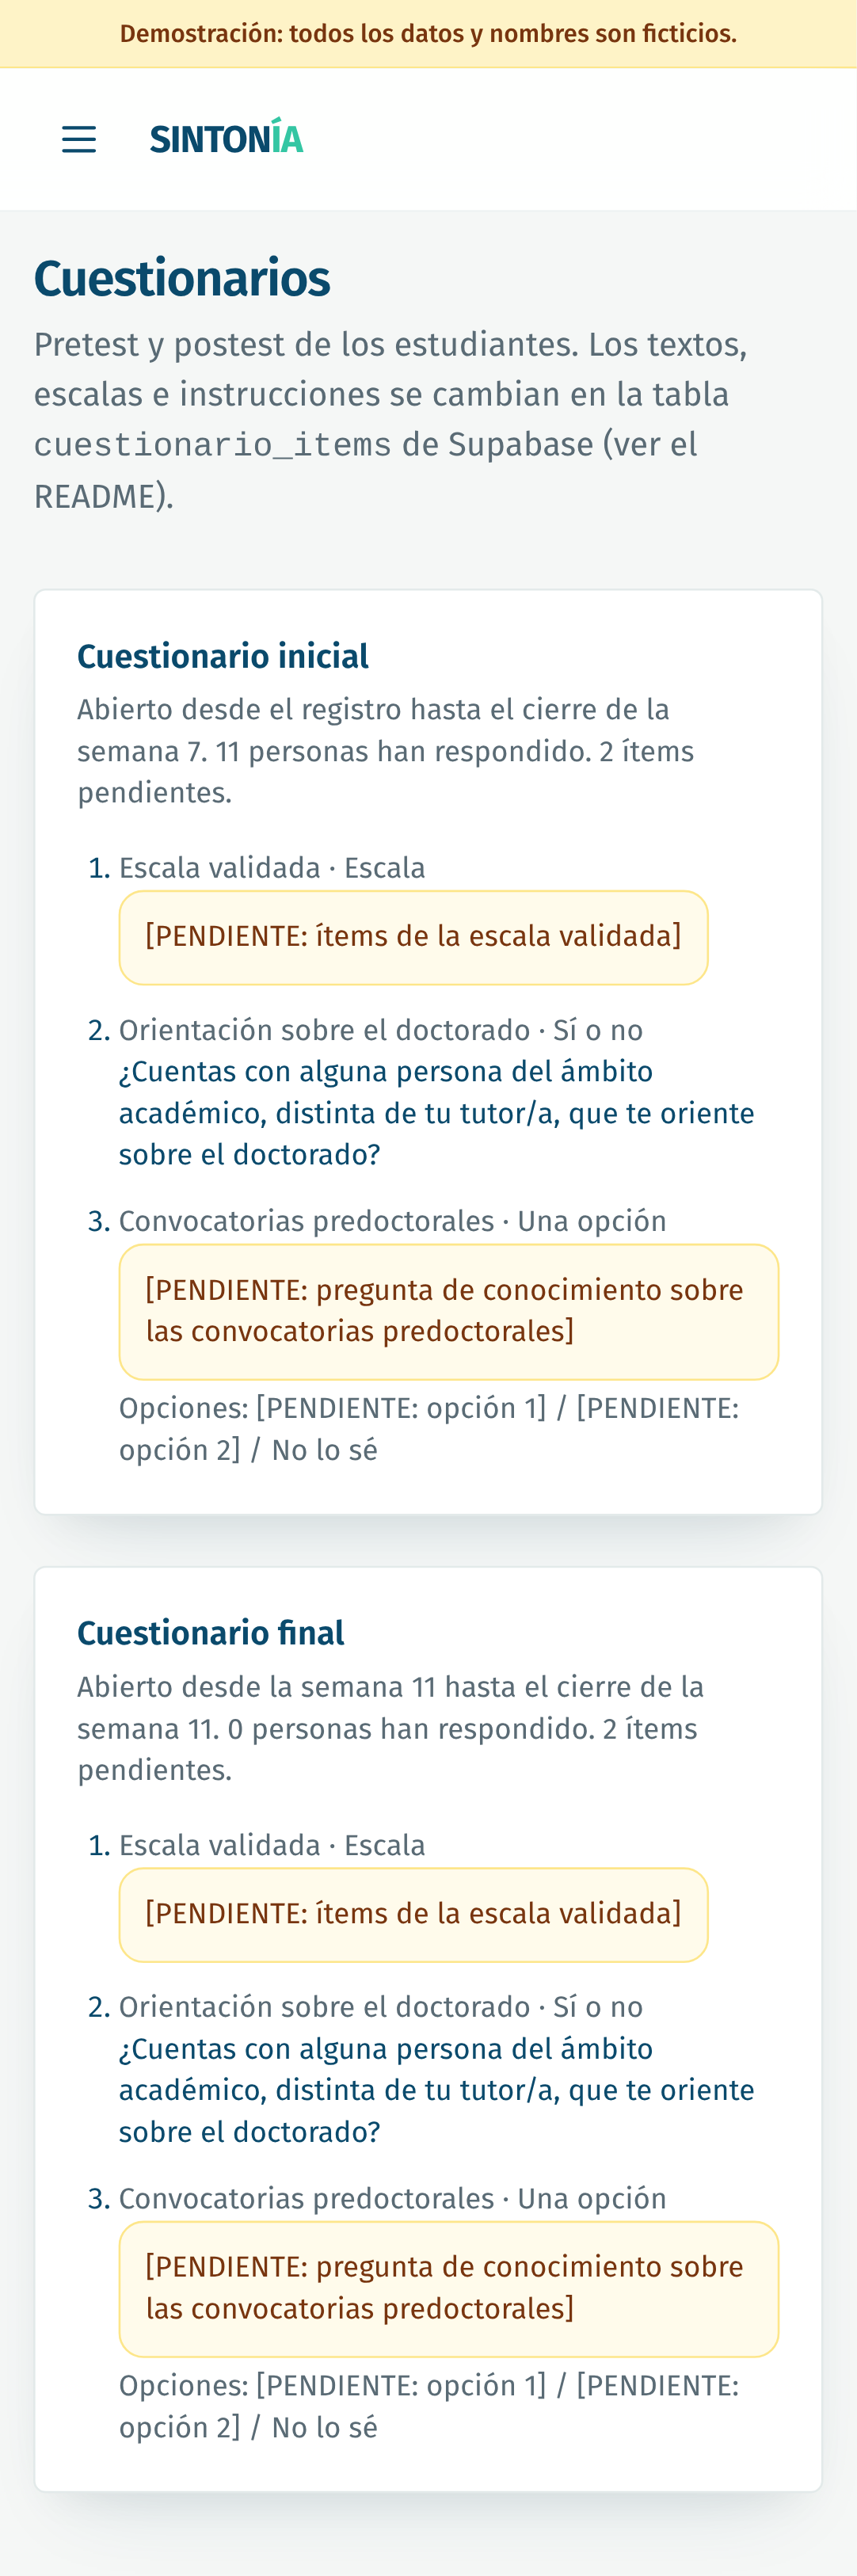 Demostración: todos los datos y nombres son ficticios.
SINTONÍA
Cuestionarios
Pretest y postest de los estudiantes. Los textos,
escalas e instrucciones se cambian en la tabla
cuestionario_items de Supabase (ver el
README).
Cuestionario inicial
Abierto desde el registro hasta el cierre de la
semana 7. 11 personas han respondido. 2 ítems
pendientes.
1. Escala validada · Escala
[PENDIENTE: ítems de la escala validada]
2. Orientación sobre el doctorado · Sí o no
¿Cuentas con alguna persona del ámbito
académico, distinta de tu tutor/a, que te oriente
sobre el doctorado?
3. Convocatorias predoctorales · Una opción
[PENDIENTE: pregunta de conocimiento sobre
las convocatorias predoctorales]
Opciones: [PENDIENTE: opción 1] / [PENDIENTE:
opción 2] / No lo sé
Cuestionario final
Abierto desde la semana 11 hasta el cierre de la
semana 11. 0 personas han respondido. 2 ítems
pendientes.
1. Escala validada · Escala
[PENDIENTE: ítems de la escala validada]
2. Orientación sobre el doctorado · Sí o no
¿Cuentas con alguna persona del ámbito
académico, distinta de tu tutor/a, que te oriente
sobre el doctorado?
3. Convocatorias predoctorales · Una opción
[PENDIENTE: pregunta de conocimiento sobre
las convocatorias predoctorales]
Opciones: [PENDIENTE: opción 1] / [PENDIENTE:
opción 2] / No lo sé